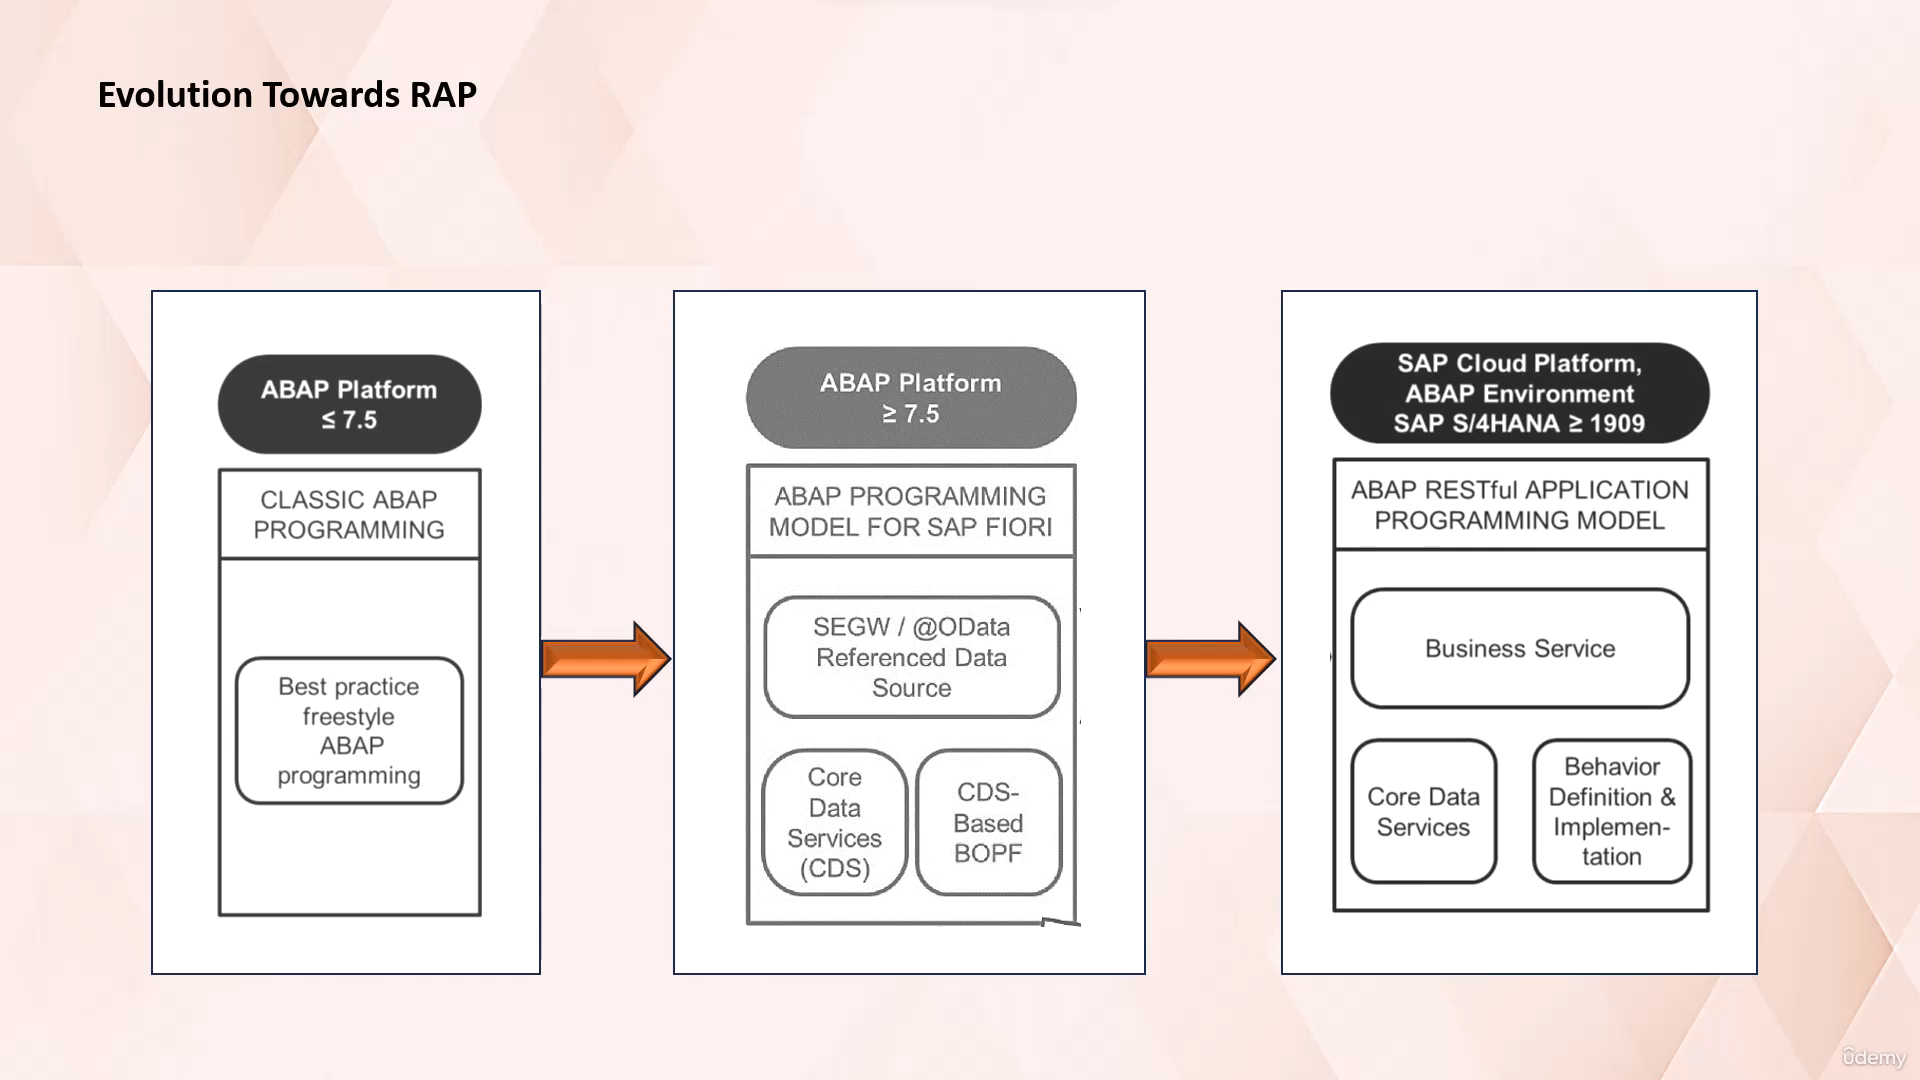 Evolution Towards RAP
ABAP Platform
≤ 7.5
CLASSIC ABAP
PROGRAMMING
Best practice
freestyle
ABAP
programming
ABAP Platform
≥ 7.5
ABAP PROGRAMMING
MODEL FOR SAP FIORI
SEGW / @OData
Referenced Data
Source
Core
Data
Services
(CDS)
CDS-
Based
BOPF
SAP Cloud Platform,
ABAP Environment
SAP S/4HANA ≥ 1909
ABAP RESTful APPLICATION
PROGRAMMING MODEL
Business Service
Core Data
Services
Behavior
Definition &
Implemen-
tation
ûdemy